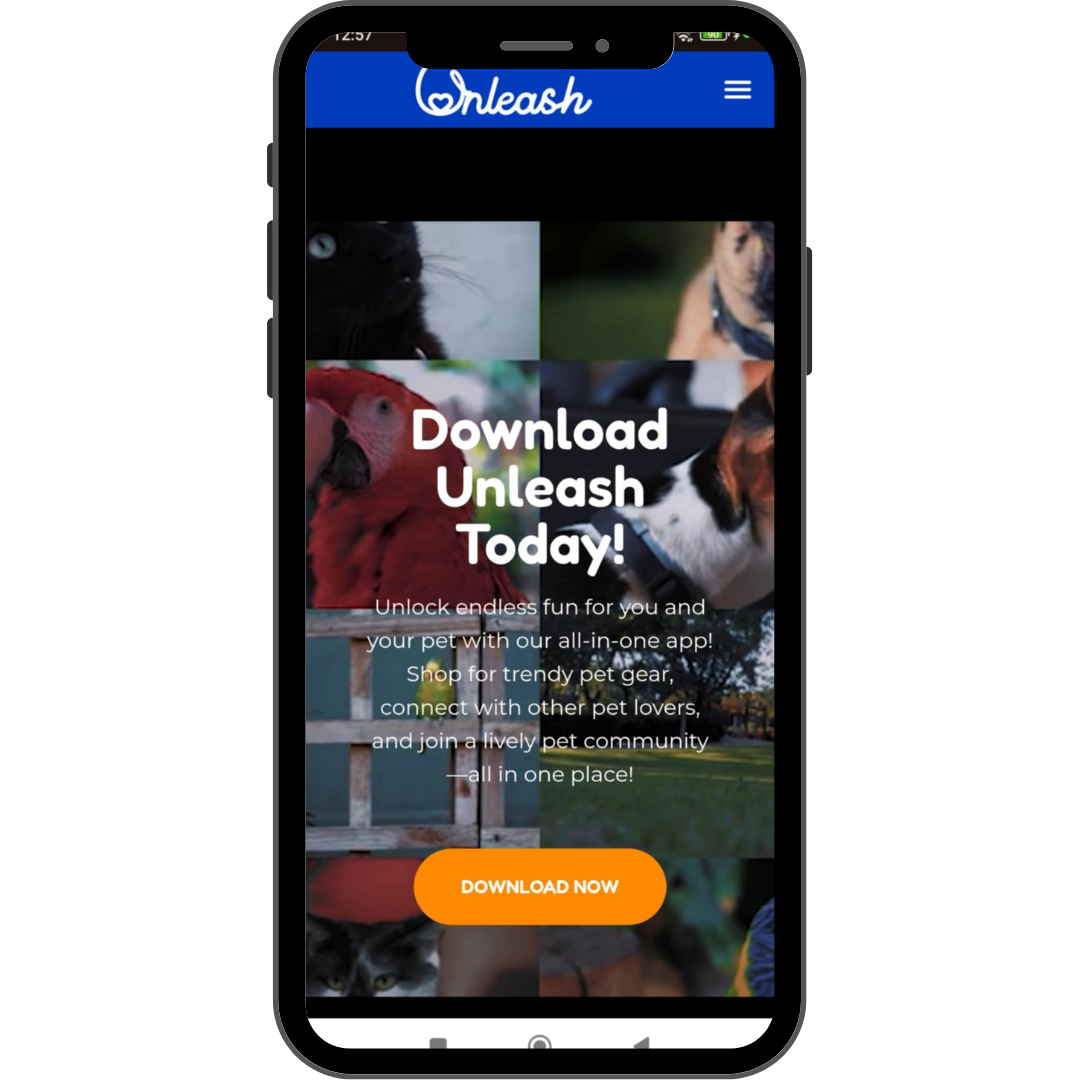 12:57
90
Unleash
Download
Unleash
Today!
Unlock endless fun for you and
your pet with our all-in-one app!
Shop for trendy pet gear,
connect with other pet lovers,
and join a lively pet community
—all in one place!
DOWNLOAD NOW